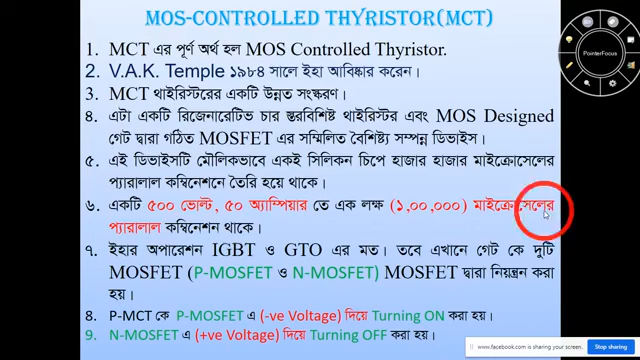 MOS-CONTROLLED THYRISTOR(MCT)
1. MCT এর পূর্ণ অর্থ হল MOS Controlled Thyristor.
2. V.A.K. Temple ১৯৮৪ সালে ইহা আবিষ্কার করেন।
3. MCT থাইরিস্টরের একটি উন্নত সংস্করণ।
৪. এটা একটি রিজেনারেটিভ চার স্তরবিশিষ্ট থাইরিস্টর এবং MOS Designed
গেট দ্বারা গঠিত MOSFET এর সম্মিলিত বৈশিষ্ট্য সম্পন্ন ডিভাইস।
৫. এই ডিভাইসটি মৌলিকভাবে একই সিলিকন চিপে হাজার হাজার মাইক্রোসেলের
প্যারালাল কম্বিনেশনে তৈরি হয়ে থাকে।
৬. একটি ৫০০ ভোল্ট, ৫০ অ্যাম্পিয়ার তে এক লক্ষ (১,০০,০০০) মাইক্রোসেলের
প্যারালাল কম্বিনেশন থাকে।
৭. ইহার অপারেশন IGBT ও GTO এর মত। তবে এখানে গেট কে দুটি
MOSFET (P-MOSFET ও N-MOSFET) MOSFET দ্বারা নিয়ন্ত্রন করা
হয়।
8. P-MCT কে P-MOSFET এ (-ve Voltage) দিয়ে Turning ON করা হয়।
9. N-MOSFET এ (+ve Voltage) দিয়ে Turning OFF করা হয়।
PointerFocus
www.facebook.com is sharing your screen.
Stop sharing